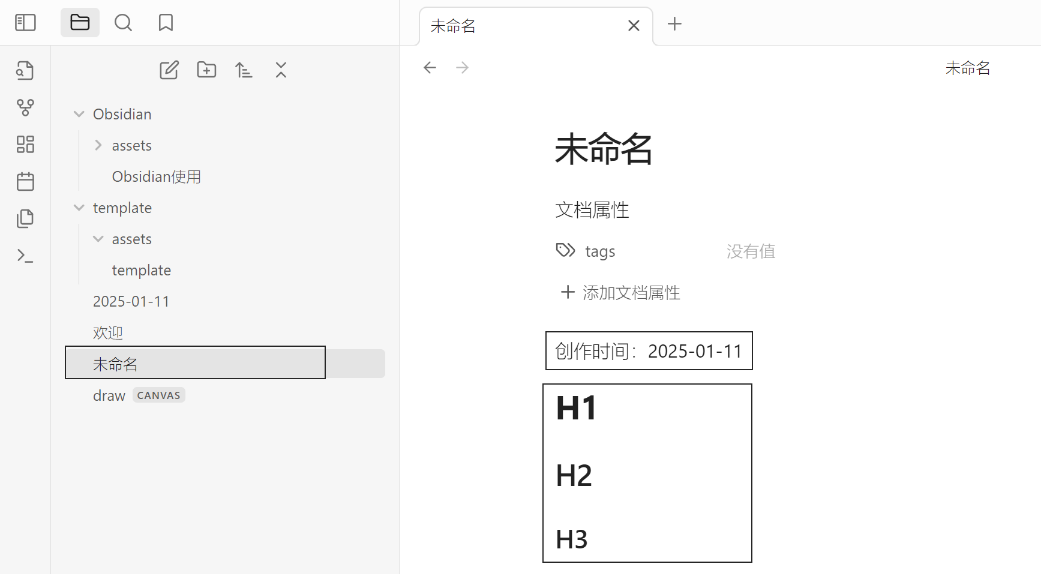 未命名
未命名
Obsidian
assets
Obsidian使用
template
assets
template
2025-01-11
欢迎
未命名
draw CANVAS
未命名
文档属性
tags 没有值
添加文档属性
创作时间：2025-01-11
H1
H2
H3